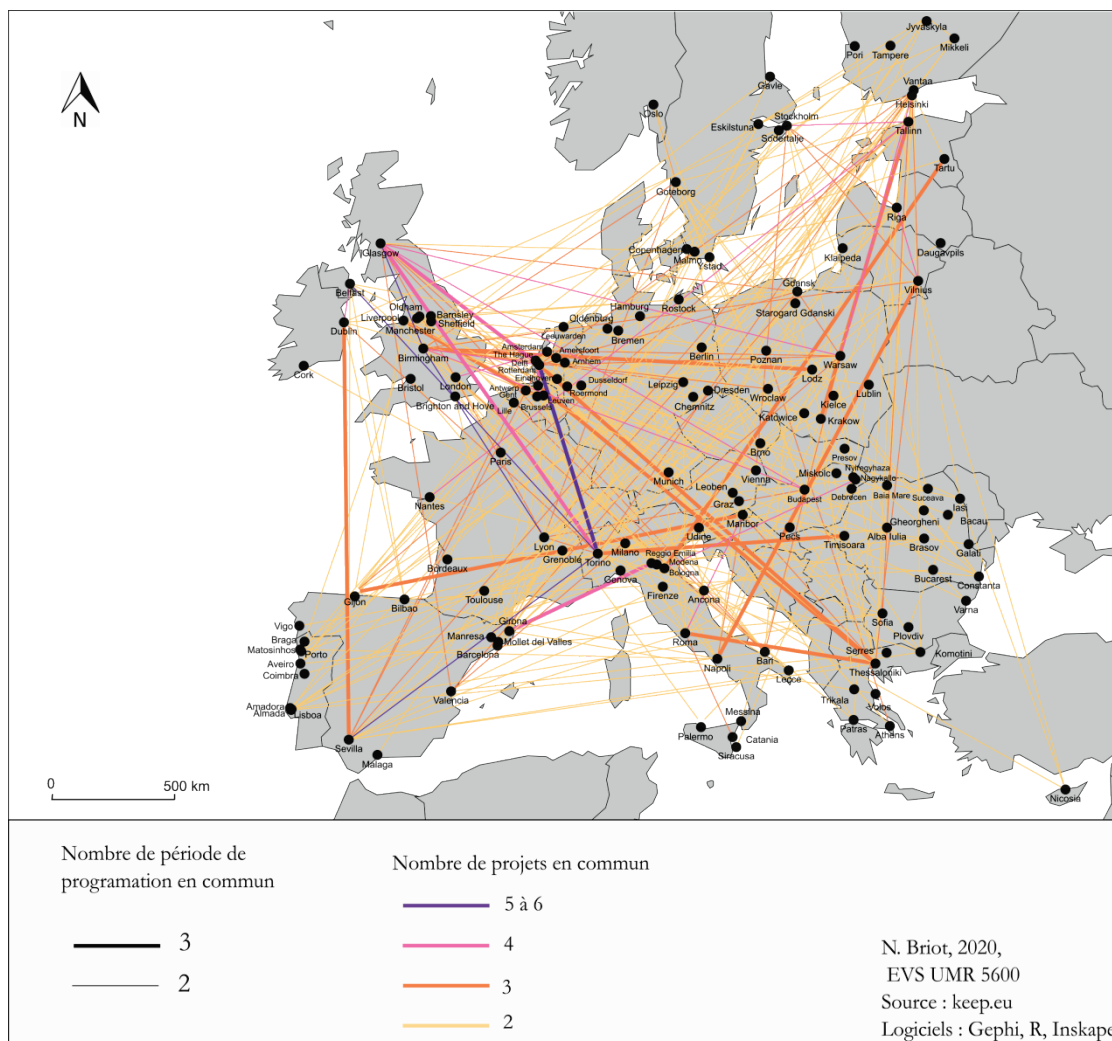 Jyvaskyla
Mikkeli
Pori
Tampere
Gavle
Vantaa
Helsinki
Oslo
Eskilstuna
Stockholm
Sodertalje
Tallinn
Tartu
Goteborg
Riga
Glasgow
Copenhagen
Malmo
Ystad
Klaipeda
Daugavpils
Belfast
Vilnius
Gdansk
Starogard Gdanski
Hamburg
Rostock
Oldenburg
Bremen
Leeuwarden
Oldham
Barnsley
Liverpool
Sheffield
Manchester
Dublin
Birmingham
Amsterdam
The Hague
Amersfoort
Delft
Arnhem
Rotterdam
Eindhoven
Dusseldorf
Roermond
Antwerp
Gent
Leuven
Brussels
Lille
Berlin
Poznan
Warsaw
Lodz
Cork
Bristol
London
Brighton and Hove
Leipzig
Dresden
Chemnitz
Wroclaw
Kielce
Lublin
Katowice
Krakow
Paris
Brno
Presov
Vienna
Miskolc
Nyiregyhaza
Nagykallo
Debrecen
Munich
Leoben
Graz
Budapest
Baia Mare
Suceava
Iasi
Nantes
Maribor
Gheorgheni
Bacau
Udine
Pecs
Timisoara
Alba Iulia
Brasov
Galati
Lyon
Grenoble
Milano
Torino
Reggio Emilia
Modena
Bologna
Genova
Bordeaux
Bucarest
Constanta
Firenze
Ancona
Varna
Gijon
Bilbao
Toulouse
Girona
Sofia
Plovdiv
Vigo
Braga
Matosinhos
Porto
Manresa
Mollet del Valles
Barcelona
Roma
Napoli
Bari
Lecce
Serres
Thessaloniki
Komotini
Aveiro
Coimbra
Valencia
Trikala
Volos
Amadora
Almada
Lisboa
Messina
Patras
Athens
Sevilla
Malaga
Palermo
Catania
Siracusa
Nicosia
N
0 500 km
Nombre de période de
programation en commun
3
2
Nombre de projets en commun
5 à 6
4
3
2
N. Briot, 2020,
EVS UMR 5600
Source : keep.eu
Logiciels : Gephi, R, Inskape